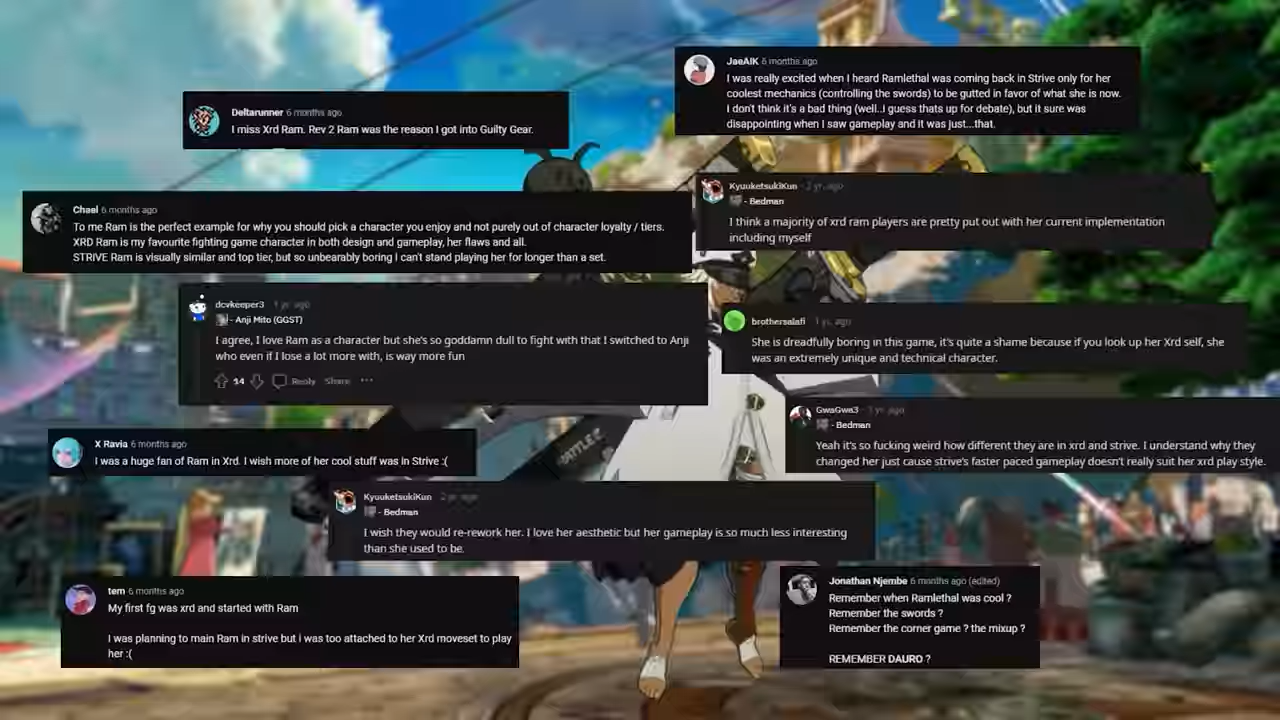 JaeAIK 6 months ago
I was really excited when I heard Ramlethal was coming back in Strive only for her
coolest mechanics (controlling the swords) to be gutted in favor of what she is now.
I don't think it's a bad thing (well..I guess thats up for debate), but it sure was
disappointing when I saw gameplay and it was just...that.
Deltarunner 6 months ago
I miss Xrd Ram. Rev 2 Ram was the reason I got into Guilty Gear.
KyuuketsukiKun · 2 yr. ago
- Bedman
I think a majority of xrd ram players are pretty put out with her current implementation
including myself
Chael 6 months ago
To me Ram is the perfect example for why you should pick a character you enjoy and not purely out of character loyalty / tiers.
XRD Ram is my favourite fighting game character in both design and gameplay, her flaws and all.
STRIVE Ram is visually similar and top tier, but so unbearably boring I can't stand playing her for longer than a set.
dcvkeeper3 · 1 yr. ago
- Anji Mito (GGST)
I agree, I love Ram as a character but she's so goddamn dull to fight with that I switched to Anji
who even if I lose a lot more with, is way more fun
14 Reply Share ···
brothersalafi · 1 yr. ago
She is dreadfully boring in this game, it's quite a shame because if you look up her Xrd self, she
was an extremely unique and technical character.
GwaGwa3 · 1 yr. ago
- Bedman
Yeah it's so fucking weird how different they are in xrd and strive. I understand why they
changed her just cause strive's faster paced gameplay doesn't really suit her xrd play style.
X Ravia 6 months ago
I was a huge fan of Ram in Xrd. I wish more of her cool stuff was in Strive :(
BATTLE C
KyuuketsukiKun · 2 yr. ago
- Bedman
I wish they would re-rework her. I love her aesthetic but her gameplay is so much less interesting
than she used to be.
tem 6 months ago
My first fg was xrd and started with Ram
I was planning to main Ram in strive but i was too attached to her Xrd moveset to play
her :(
Jonathan Njembe 6 months ago (edited)
Remember when Ramlethal was cool ?
Remember the swords ?
Remember the corner game ? the mixup ?
REMEMBER DAURO ?